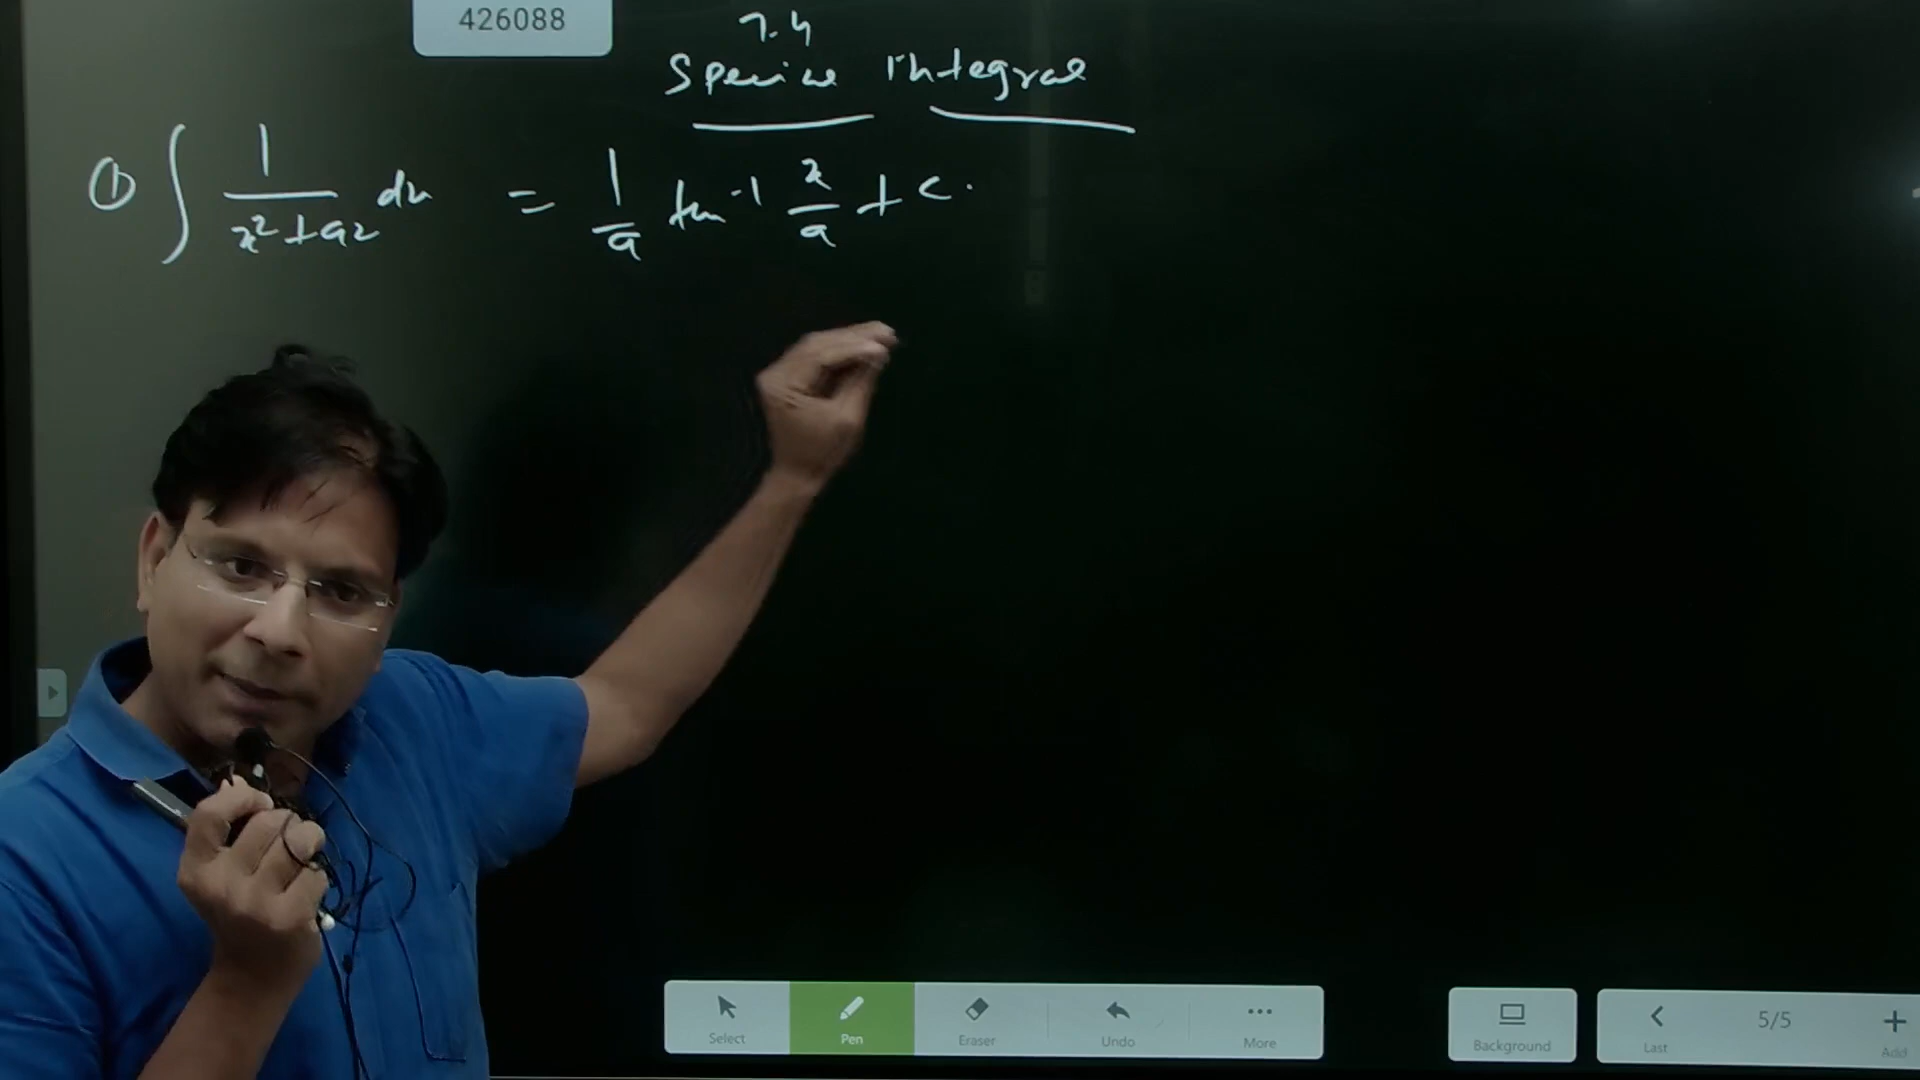 426088
7.4
Special Integral
① ∫ 1/(x²+a²) dx = 1/a tan⁻¹ x/a + c.
Select
Pen
Eraser
Undo
More
Background
Last
5/5
Add